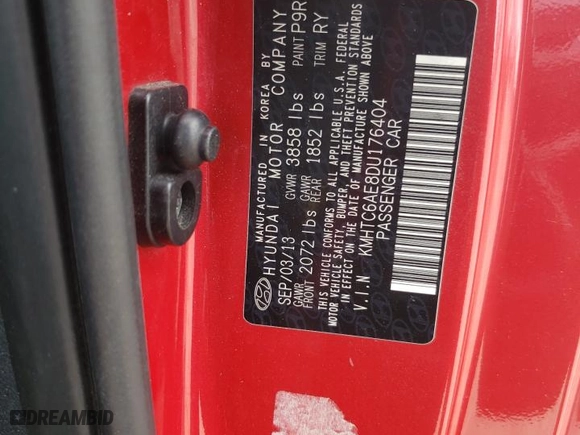 MANUFACTURED IN KOREA BY
HYUNDAI MOTOR COMPANY
SEP/03/13 GVWR 3858 lbs PAINT P9R
GAWR FRONT 2072 lbs GAWR REAR 1852 lbs TRIM RY
THIS VEHICLE CONFORMS TO ALL APPLICABLE U.S.A. FEDERAL
MOTOR VEHICLE SAFETY, BUMPER, AND THEFT PREVENTION STANDARDS
IN EFFECT ON THE DATE OF MANUFACTURE SHOWN ABOVE
V.I.N KMHTC6AE8DU176404
PASSENGER CAR
DREAMBID